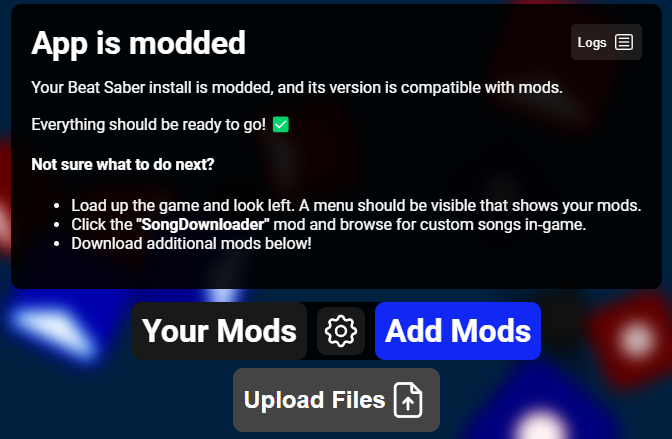 App is modded
Logs
Your Beat Saber install is modded, and its version is compatible with mods.
Everything should be ready to go! ✅
Not sure what to do next?
• Load up the game and look left. A menu should be visible that shows your mods.
• Click the "SongDownloader" mod and browse for custom songs in-game.
• Download additional mods below!
Your Mods
Add Mods
Upload Files